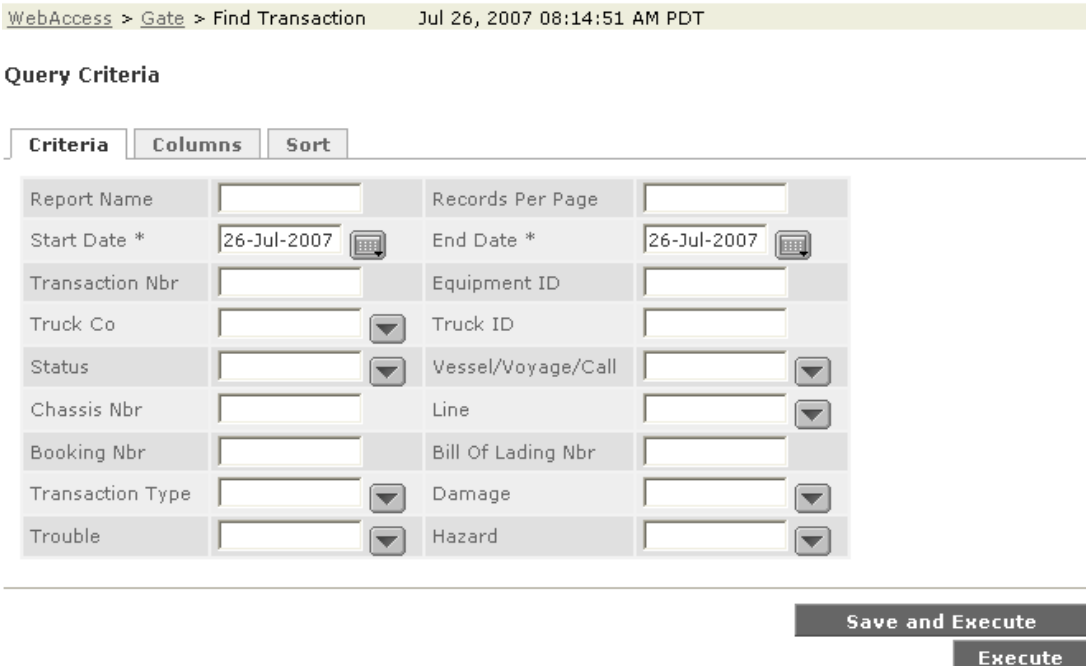 WebAccess > Gate > Find Transaction Jul 26, 2007 08:14:51 AM PDT
Query Criteria
Criteria Columns Sort
Report Name Records Per Page
Start Date * 26-Jul-2007 End Date * 26-Jul-2007
Transaction Nbr Equipment ID
Truck Co Truck ID
Status Vessel/Voyage/Call
Chassis Nbr Line
Booking Nbr Bill Of Lading Nbr
Transaction Type Damage
Trouble Hazard
Save and Execute
Execute